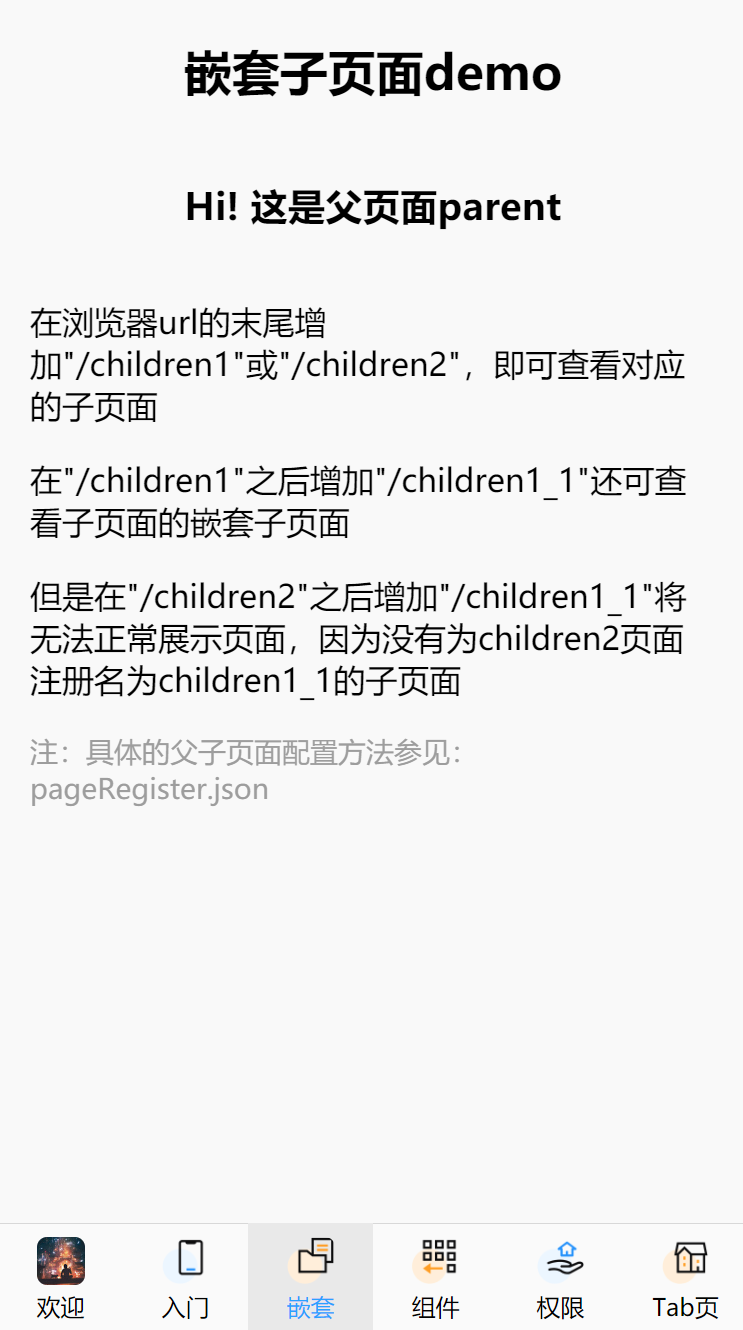 嵌套子页面demo
Hi! 这是父页面parent
在浏览器url的末尾增
加"/children1"或"/children2"，即可查看对应
的子页面
在"/children1"之后增加"/children1_1"还可查
看子页面的嵌套子页面
但是在"/children2"之后增加"/children1_1"将
无法正常展示页面，因为没有为children2页面
注册名为children1_1的子页面
注：具体的父子页面配置方法参见：
pageRegister.json
欢迎 入门 嵌套 组件 权限 Tab页